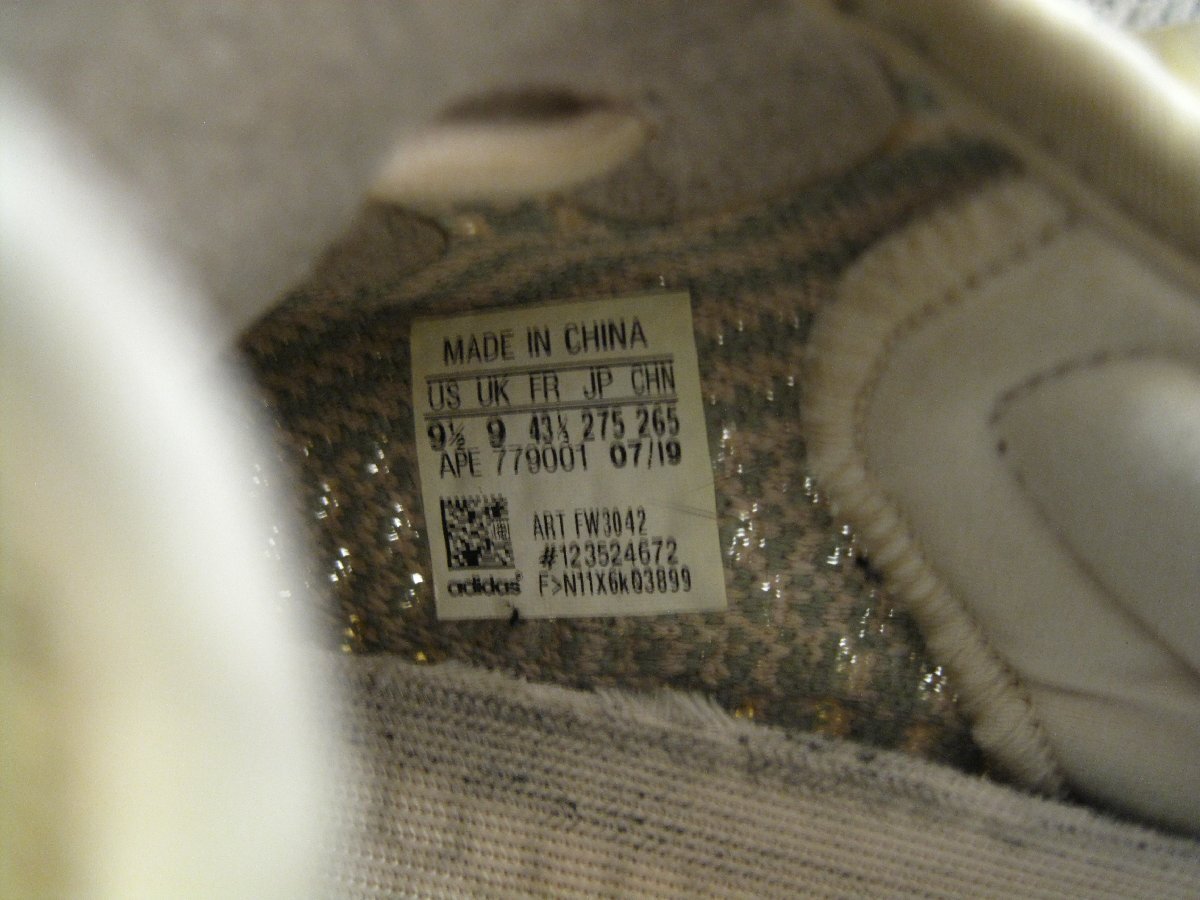 MADE IN CHINA
US UK FR JP CHN
9½ 9 43⅓ 275 265
APE 779001 07/19
ART FW3042
#123524672
adidas F>N11X6k03899